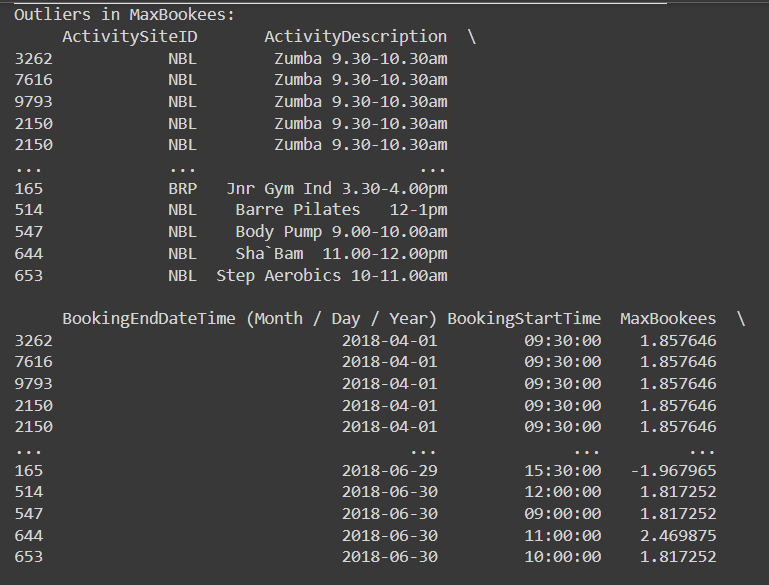 Outliers in MaxBookees:
     ActivitySiteID       ActivityDescription  \
3262            NBL        Zumba 9.30-10.30am
7616            NBL        Zumba 9.30-10.30am
9793            NBL        Zumba 9.30-10.30am
2150            NBL        Zumba 9.30-10.30am
2150            NBL        Zumba 9.30-10.30am
...             ...                       ...
165             BRP   Jnr Gym Ind 3.30-4.00pm
514             NBL    Barre Pilates   12-1pm
547             NBL    Body Pump 9.00-10.00am
644             NBL    Sha`Bam  11.00-12.00pm
653             NBL  Step Aerobics 10-11.00am

     BookingEndDateTime (Month / Day / Year) BookingStartTime  MaxBookees  \
3262                              2018-04-01         09:30:00    1.857646
7616                              2018-04-01         09:30:00    1.857646
9793                              2018-04-01         09:30:00    1.857646
2150                              2018-04-01         09:30:00    1.857646
2150                              2018-04-01         09:30:00    1.857646
...                                      ...              ...         ...
165                               2018-06-29         15:30:00   -1.967965
514                               2018-06-30         12:00:00    1.817252
547                               2018-06-30         09:00:00    1.817252
644                               2018-06-30         11:00:00    2.469875
653                               2018-06-30         10:00:00    1.817252